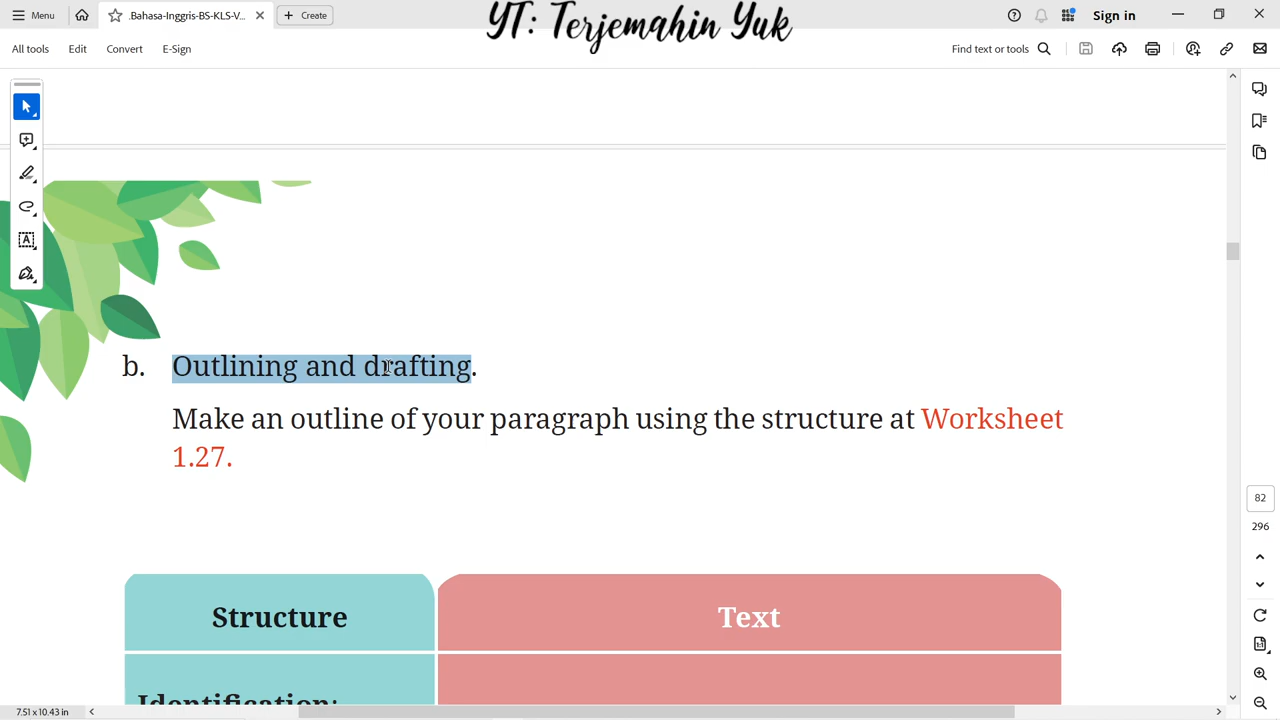 Menu
.Bahasa-Inggris-BS-KLS-V...
Create
YT: Terjemahin Yuk
Sign in
All tools
Edit
Convert
E-Sign
Find text or tools
b. Outlining and drafting.
Make an outline of your paragraph using the structure at Worksheet
1.27.
82
296
Structure
Text
Identification:
7.51 x 10.43 in